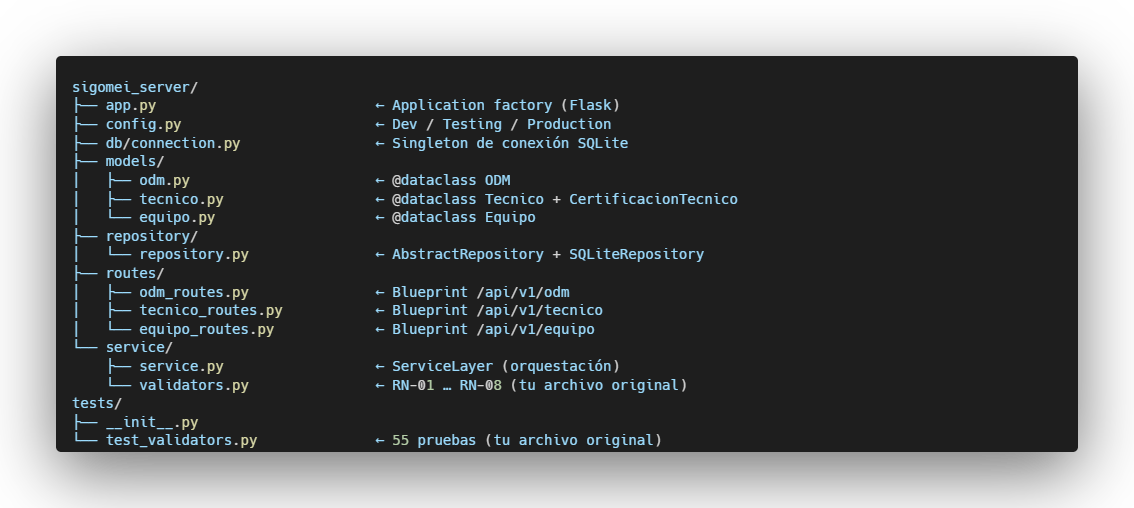 sigomei_server/
├── app.py ← Application factory (Flask)
├── config.py ← Dev / Testing / Production
├── db/connection.py ← Singleton de conexión SQLite
├── models/
│   ├── odm.py ← @dataclass ODM
│   ├── tecnico.py ← @dataclass Tecnico + CertificacionTecnico
│   └── equipo.py ← @dataclass Equipo
├── repository/
│   └── repository.py ← AbstractRepository + SQLiteRepository
├── routes/
│   ├── odm_routes.py ← Blueprint /api/v1/odm
│   ├── tecnico_routes.py ← Blueprint /api/v1/tecnico
│   └── equipo_routes.py ← Blueprint /api/v1/equipo
└── service/
    ├── service.py ← ServiceLayer (orquestación)
    └── validators.py ← RN-01 … RN-08 (tu archivo original)
tests/
├── __init__.py
└── test_validators.py ← 55 pruebas (tu archivo original)